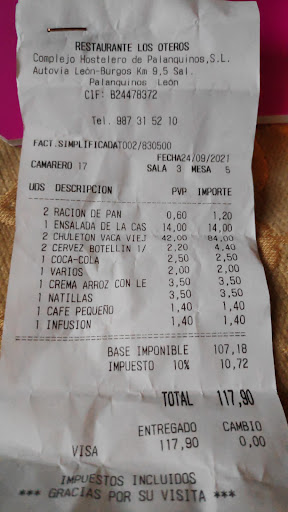 RESTAURANTE LOS OTEROS
Complejo Hostelero de Palanquinos,S.L.
Autovia León-Burgos Km 9,5 Sal.
Palanquinos León
CIF: B24478372
Tel. 987 31 52 10
FACT.SIMPLIFICADAT002/830500
FECHA24/09/2021
CAMARERO 17 SALA 3 MESA 5
UDS DESCRIPCION PVP IMPORTE
2 RACION DE PAN 0,60 1,20
1 ENSALADA DE LA CAS 14,00 14,00
2 CHULETON VACA VIEJ 42,00 84,00
2 CERVEZ BOTELLIN 1/ 2,20 4,40
1 COCA-COLA 2,50 2,50
1 VARIOS 2,00 2,00
1 CREMA ARROZ CON LE 3,50 3,50
1 NATILLAS 3,50 3,50
1 CAFE PEQUEÑO 1,40 1,40
1 INFUSION 1,40 1,40
BASE IMPONIBLE 107,18
IMPUESTO 10% 10,72
TOTAL 117,90
ENTREGADO CAMBIO
VISA 117,90 0,00
IMPUESTOS INCLUIDOS
*** GRACIAS POR SU VISITA ***